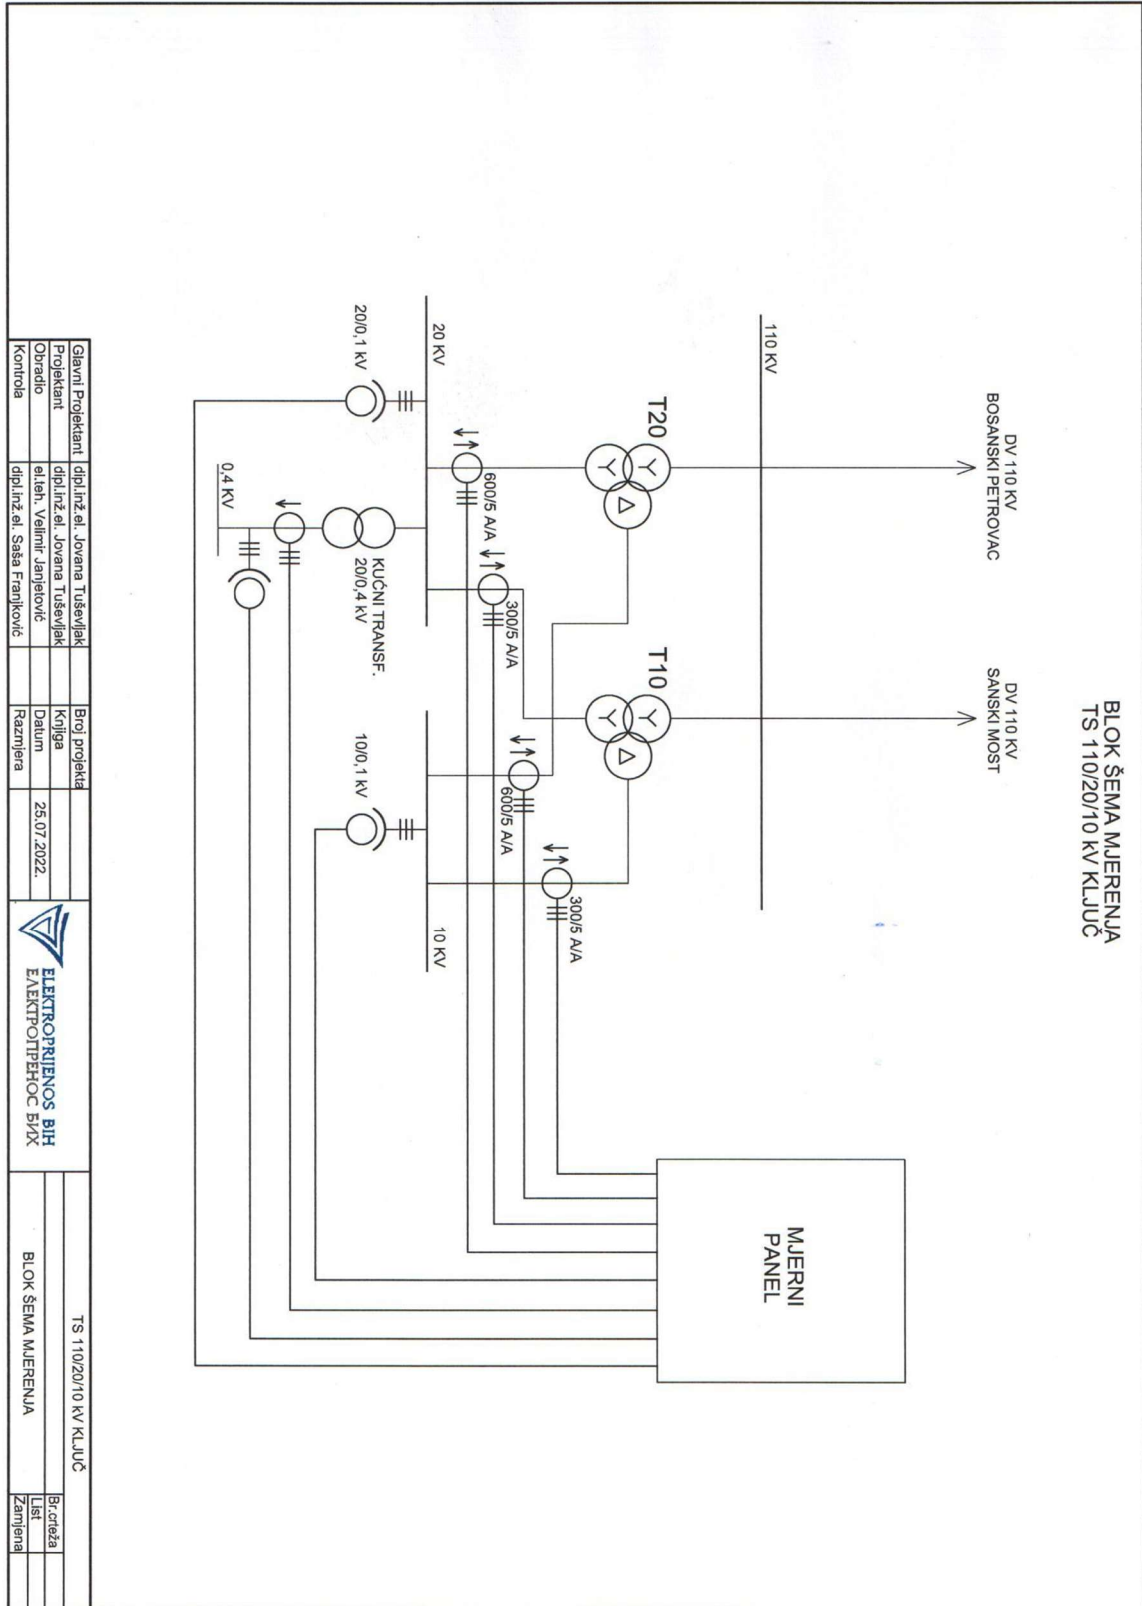 BLOK ŠEMA MJERENJA
TS 110/20/10 kV KLJUČ
DV 110 KV
BOSANSKI PETROVAC
DV 110 KV
SANSKI MOST
110 KV
T20
T10
MJERNI
PANEL
600/5 A/A
300/5 A/A
600/5 A/A
300/5 A/A
20 KV
10 KV
KUĆNI TRANSF.
20/0,4 kV
20/0,1 kV
10/0,1 kV
0,4 KV
Glavni Projektant dipl.inž.el. Jovana Tuševljak Broj projekta
Projektant dipl.inž.el. Jovana Tuševljak Knjiga
Obradio el.teh. Velimir Janjetović Datum 25.07.2022.
Kontrola dipl.inž.el. Saša Franjković Razmjera
ELEKTROPRIJENOS BIH
ЕЛЕКТРОПРЕНОС БИХ
TS 110/20/10 kV KLJUČ
BLOK ŠEMA MJERENJA
Br.crteža
List
Zamjena